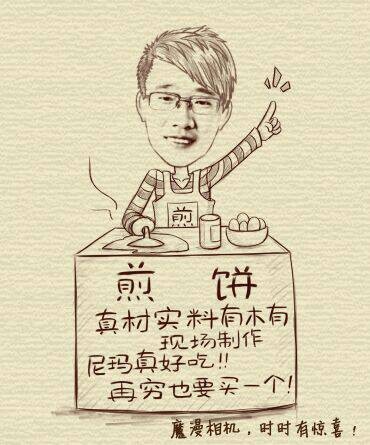 煎
煎 饼
真材实料有木有
现场制作
尼玛真好吃!!
再穷也要买一个!
魔漫相机,时时有惊喜!